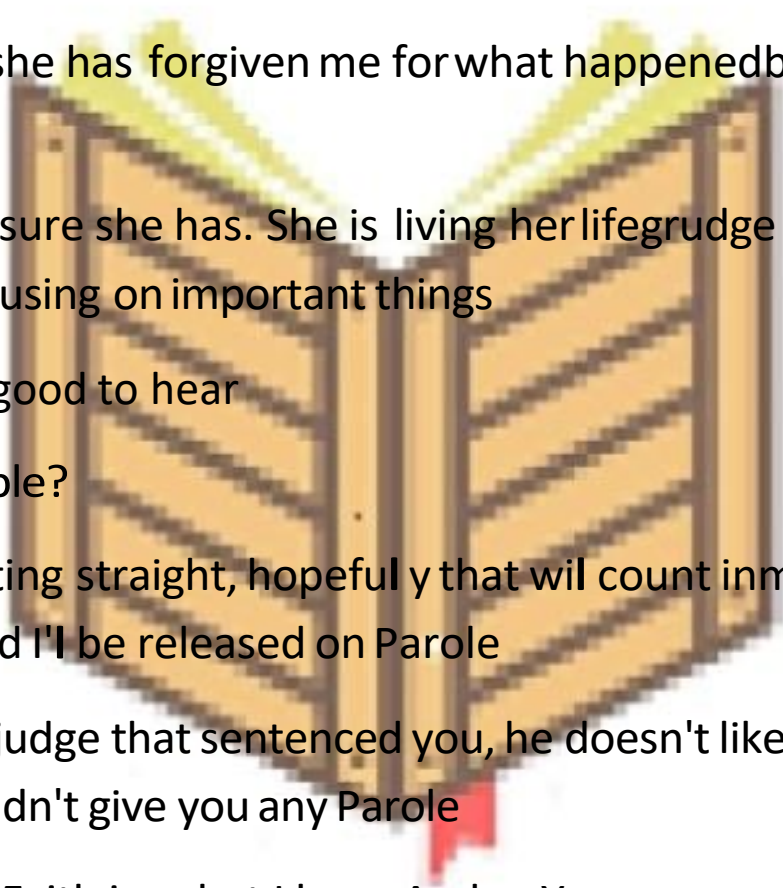 she has forgiven me for what happenedb
sure she has. She is living her lifegrudge
using on important things
good to hear
ole?
ting straight, hopeful y that wil count inm
d I'l be released on Parole
judge that sentenced you, he doesn't like
dn't give you any Parole